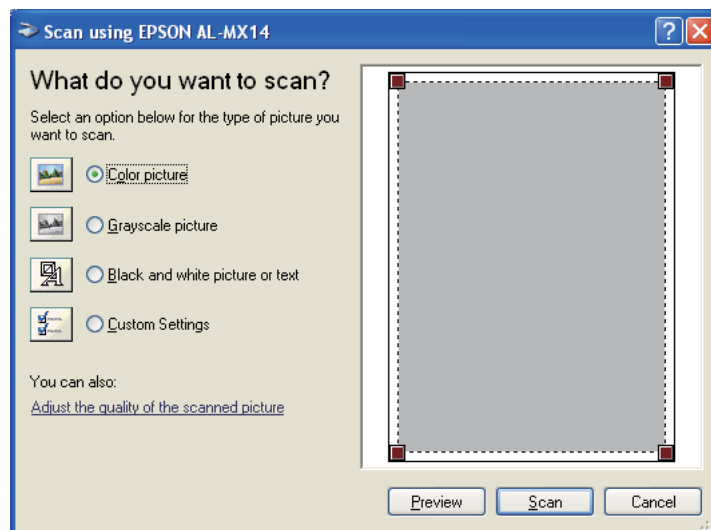 Scan using EPSON AL-MX14
What do you want to scan?
Select an option below for the type of picture you
want to scan.
Color picture
Grayscale picture
Black and white picture or text
Custom Settings
You can also:
Adjust the quality of the scanned picture
Preview
Scan
Cancel